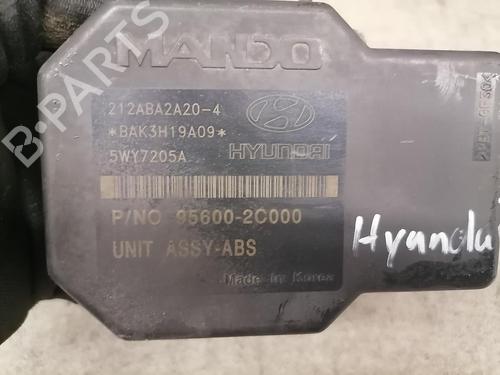 MANDO
212ABA2A20-4
*BAK3H19A09*
5WY7205A
HYUNDAI
P/NO 95600-2C000
UNIT ASSY-ABS
Made in Korea
Hyundai
B-PARTS